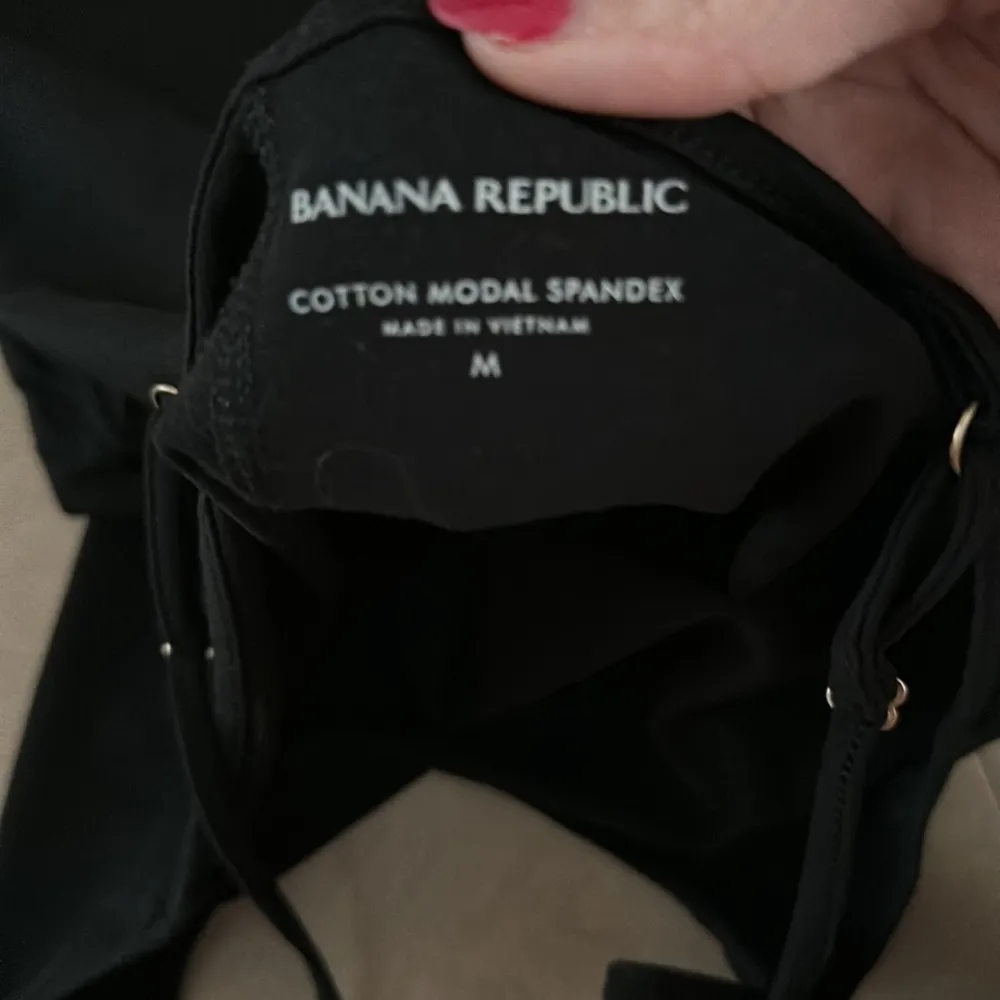 BANANA REPUBLIC
COTTON MODAL SPANDEX
MADE IN VIETNAM
M